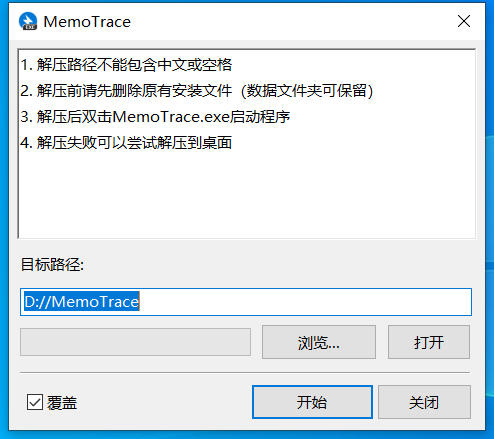 MemoTrace
1. 解压路径不能包含中文或空格
2. 解压前请先删除原有安装文件（数据文件夹可保留）
3. 解压后双击MemoTrace.exe启动程序
4. 解压失败可以尝试解压到桌面
目标路径:
D://MemoTrace
浏览... 打开
覆盖 开始 关闭